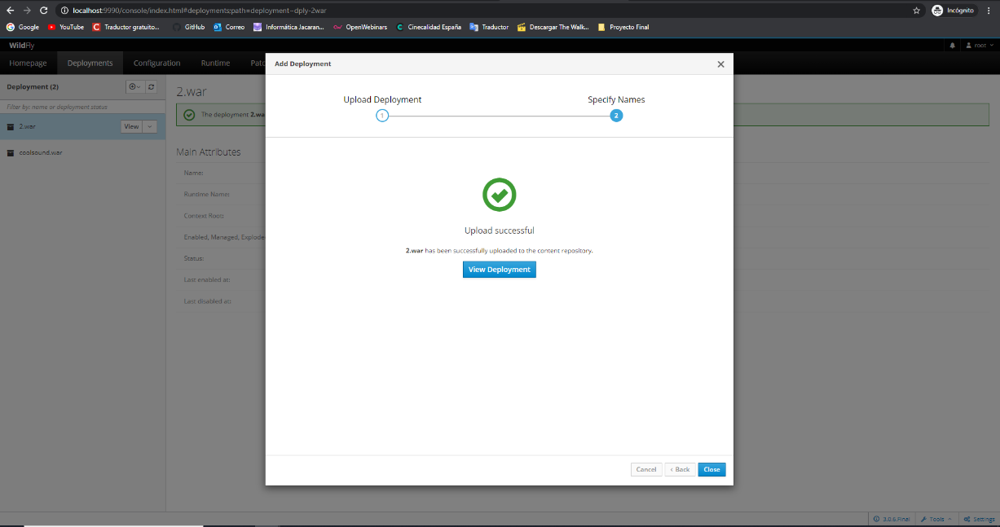 localhost:9990/console/index.html#deployments;path=deployment~dply-2war
Incógnito
Google YouTube Traductor gratuito... GitHub Correo Informática Jacaran... OpenWebinars Cinecalidad España Traductor Descargar The Walk... Proyecto Final
WildFly
root
Homepage Deployments Configuration Runtime Patc
Deployment (2)
Filter by: name or deployment status
2.war View
coolsound.war
2.war
The deployment 2.wa
Main Attributes
Name:
Runtime Name:
Context Root:
Enabled, Managed, Explode
Status:
Last enabled at:
Last disabled at:
Add Deployment
Upload Deployment Specify Names
1 2
Upload successful
2.war has been successfully uploaded to the content repository.
View Deployment
Cancel < Back Close
3.0.6.Final Tools Settings